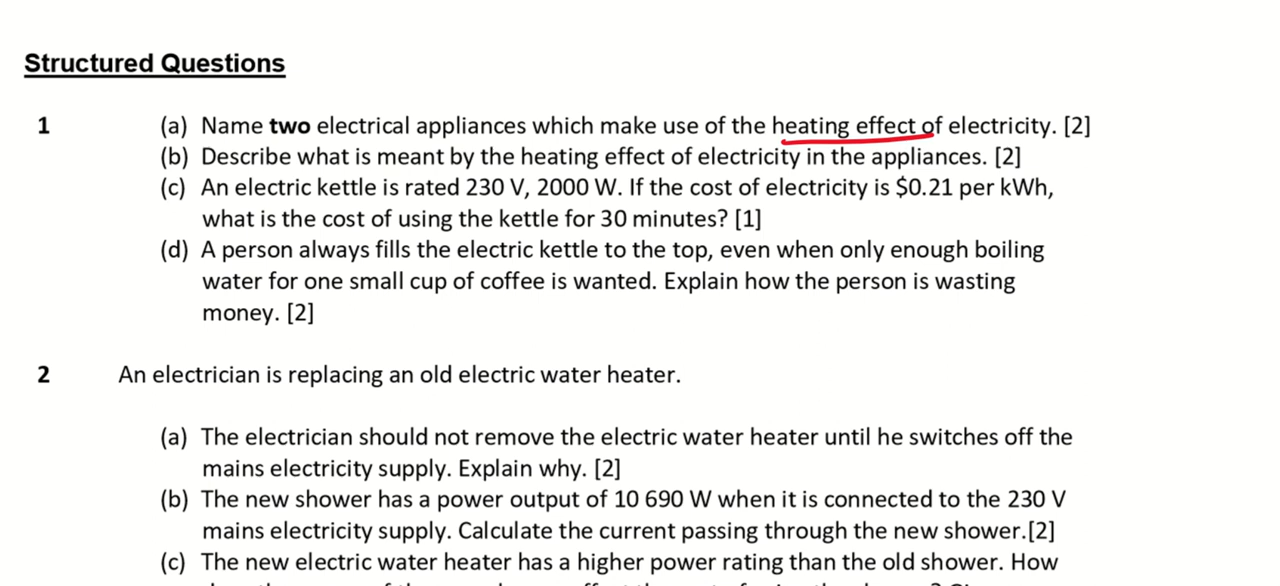 Structured Questions
1 (a) Name two electrical appliances which make use of the heating effect of electricity. [2]
(b) Describe what is meant by the heating effect of electricity in the appliances. [2]
(c) An electric kettle is rated 230 V, 2000 W. If the cost of electricity is $0.21 per kWh,
what is the cost of using the kettle for 30 minutes? [1]
(d) A person always fills the electric kettle to the top, even when only enough boiling
water for one small cup of coffee is wanted. Explain how the person is wasting
money. [2]
2 An electrician is replacing an old electric water heater.
(a) The electrician should not remove the electric water heater until he switches off the
mains electricity supply. Explain why. [2]
(b) The new shower has a power output of 10 690 W when it is connected to the 230 V
mains electricity supply. Calculate the current passing through the new shower.[2]
(c) The new electric water heater has a higher power rating than the old shower. How